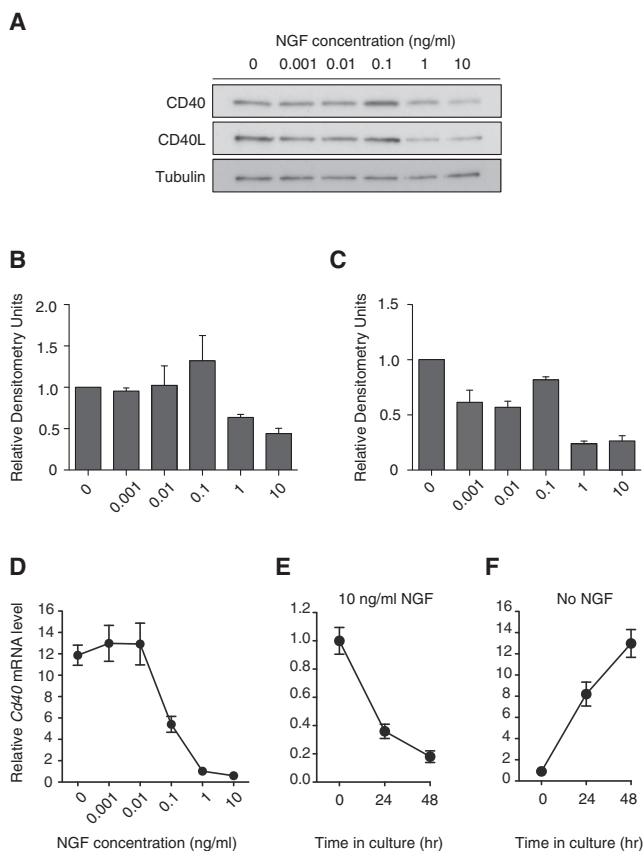 A
NGF concentration (ng/ml)
0 0.001 0.01 0.1 1 10
CD40
CD40L
Tubulin
B
Relative Densitometry Units
2.0
1.5
1.0
0.5
0
0 0.001 0.01 0.1 1 10
C
Relative Densitometry Units
1.5
1.0
0.5
0
0 0.001 0.01 0.1 1 10
D
Relative Cd40 mRNA level
16
14
12
10
8
6
4
2
0
0 0.001 0.01 0.1 1 10
NGF concentration (ng/ml)
E
10 ng/ml NGF
1.2
1.0
0.8
0.6
0.4
0.2
0.0
0 24 48
Time in culture (hr)
F
No NGF
16
14
12
10
8
6
4
2
0
0 24 48
Time in culture (hr)